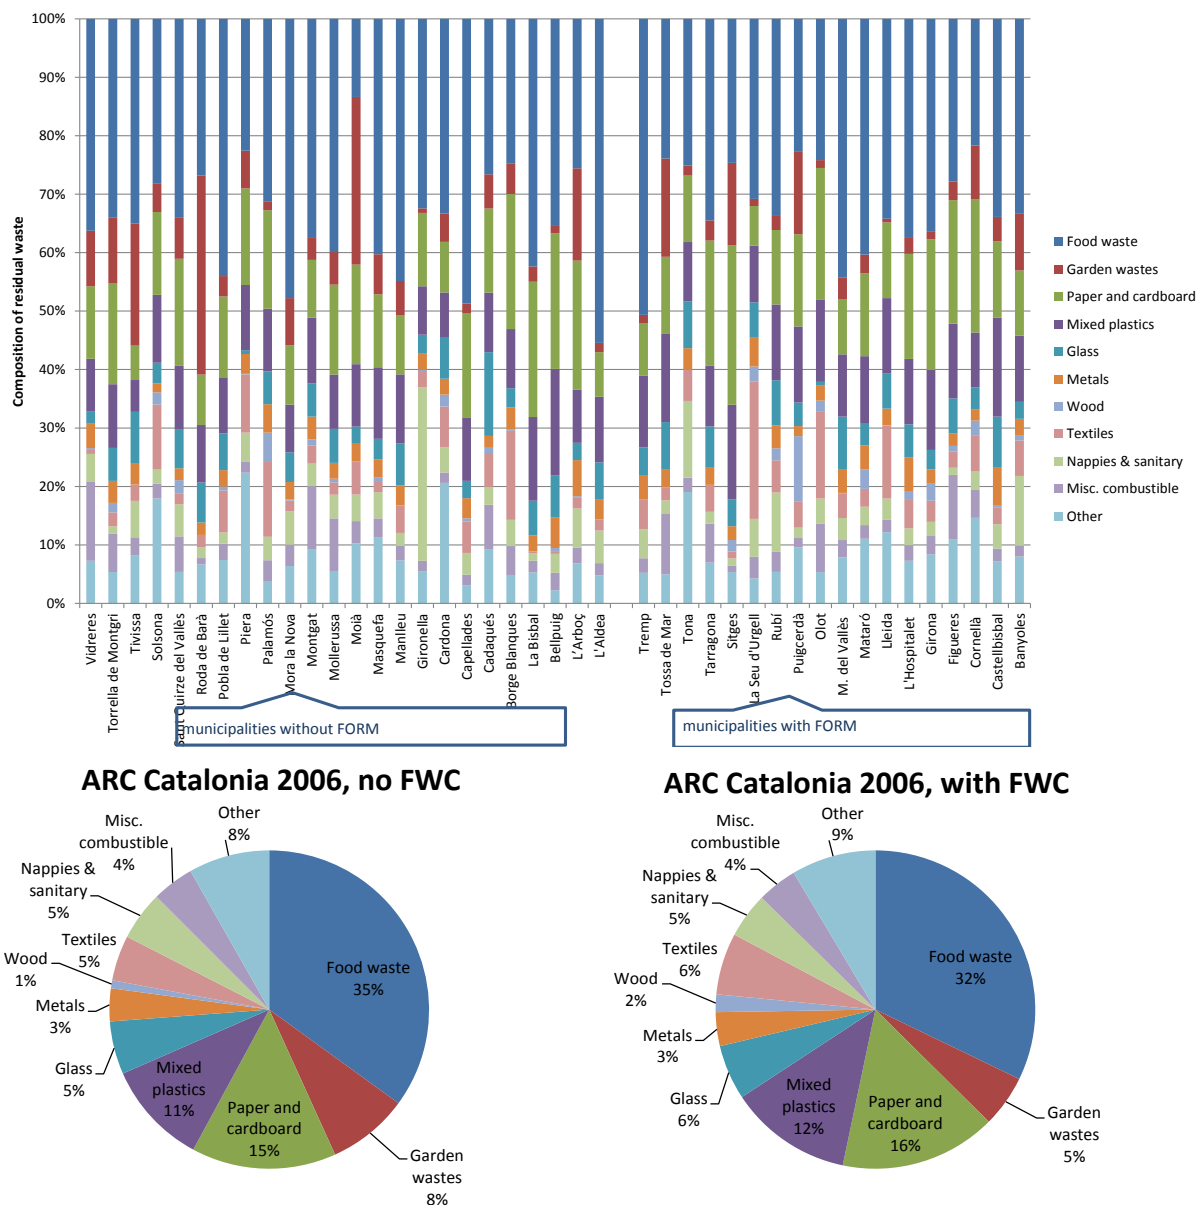 100%
90%
80%
70%
60%
50%
40%
30%
20%
10%
0%
Composition of residual waste
Vidreres
Torrella de Montgri
Tivissa
Solsona
Sant Quirze del Vallès
Roda de Barà
Pobla de Lillet
Piera
Palamós
Mora la Nova
Montgat
Mollerussa
Moià
Masquefa
Manlleu
Gironella
Cardona
Capellades
Cadaqués
Borge Blanques
La Bisbal
Bellpuig
L'Arboç
L'Aldea
Tremp
Tossa de Mar
Tona
Tarragona
Sitges
La Seu d'Urgell
Rubí
Puigcerdà
Olot
M. del Vallès
Mataró
Lleida
L'Hospitalet
Girona
Figueres
Cornellà
Castellbisbal
Banyoles
Food waste
Garden wastes
Paper and cardboard
Mixed plastics
Glass
Metals
Wood
Textiles
Nappies & sanitary
Misc. combustible
Other
municipalities without FORM
municipalities with FORM
ARC Catalonia 2006, no FWC
Other
8%
Misc.
combustible
4%
Nappies &
sanitary
5%
Textiles
5%
Wood
1%
Metals
3%
Glass
5%
Mixed
plastics
11%
Paper and
cardboard
15%
Garden
wastes
8%
Food waste
35%
ARC Catalonia 2006, with FWC
Other
9%
Misc.
combustible
4%
Nappies &
sanitary
5%
Textiles
6%
Wood
2%
Metals
3%
Glass
6%
Mixed
plastics
12%
Paper and
cardboard
16%
Garden
wastes
5%
Food waste
32%